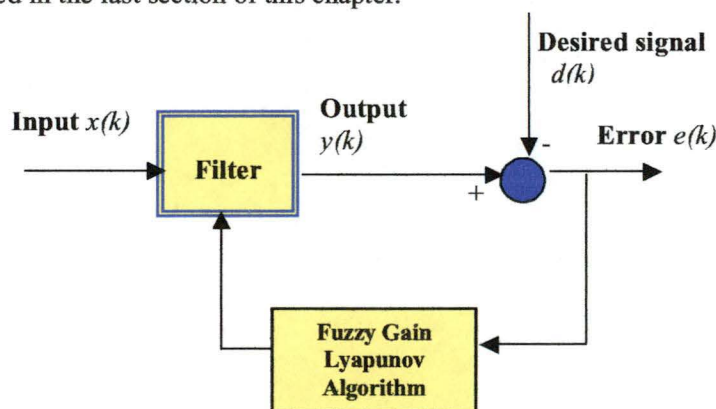 ed in the last section of this chapter.
Desired signal
d(k)
Input x(k)
Output
y(k)
Error e(k)
Filter
-
+
Fuzzy Gain
Lyapunov
Algorithm